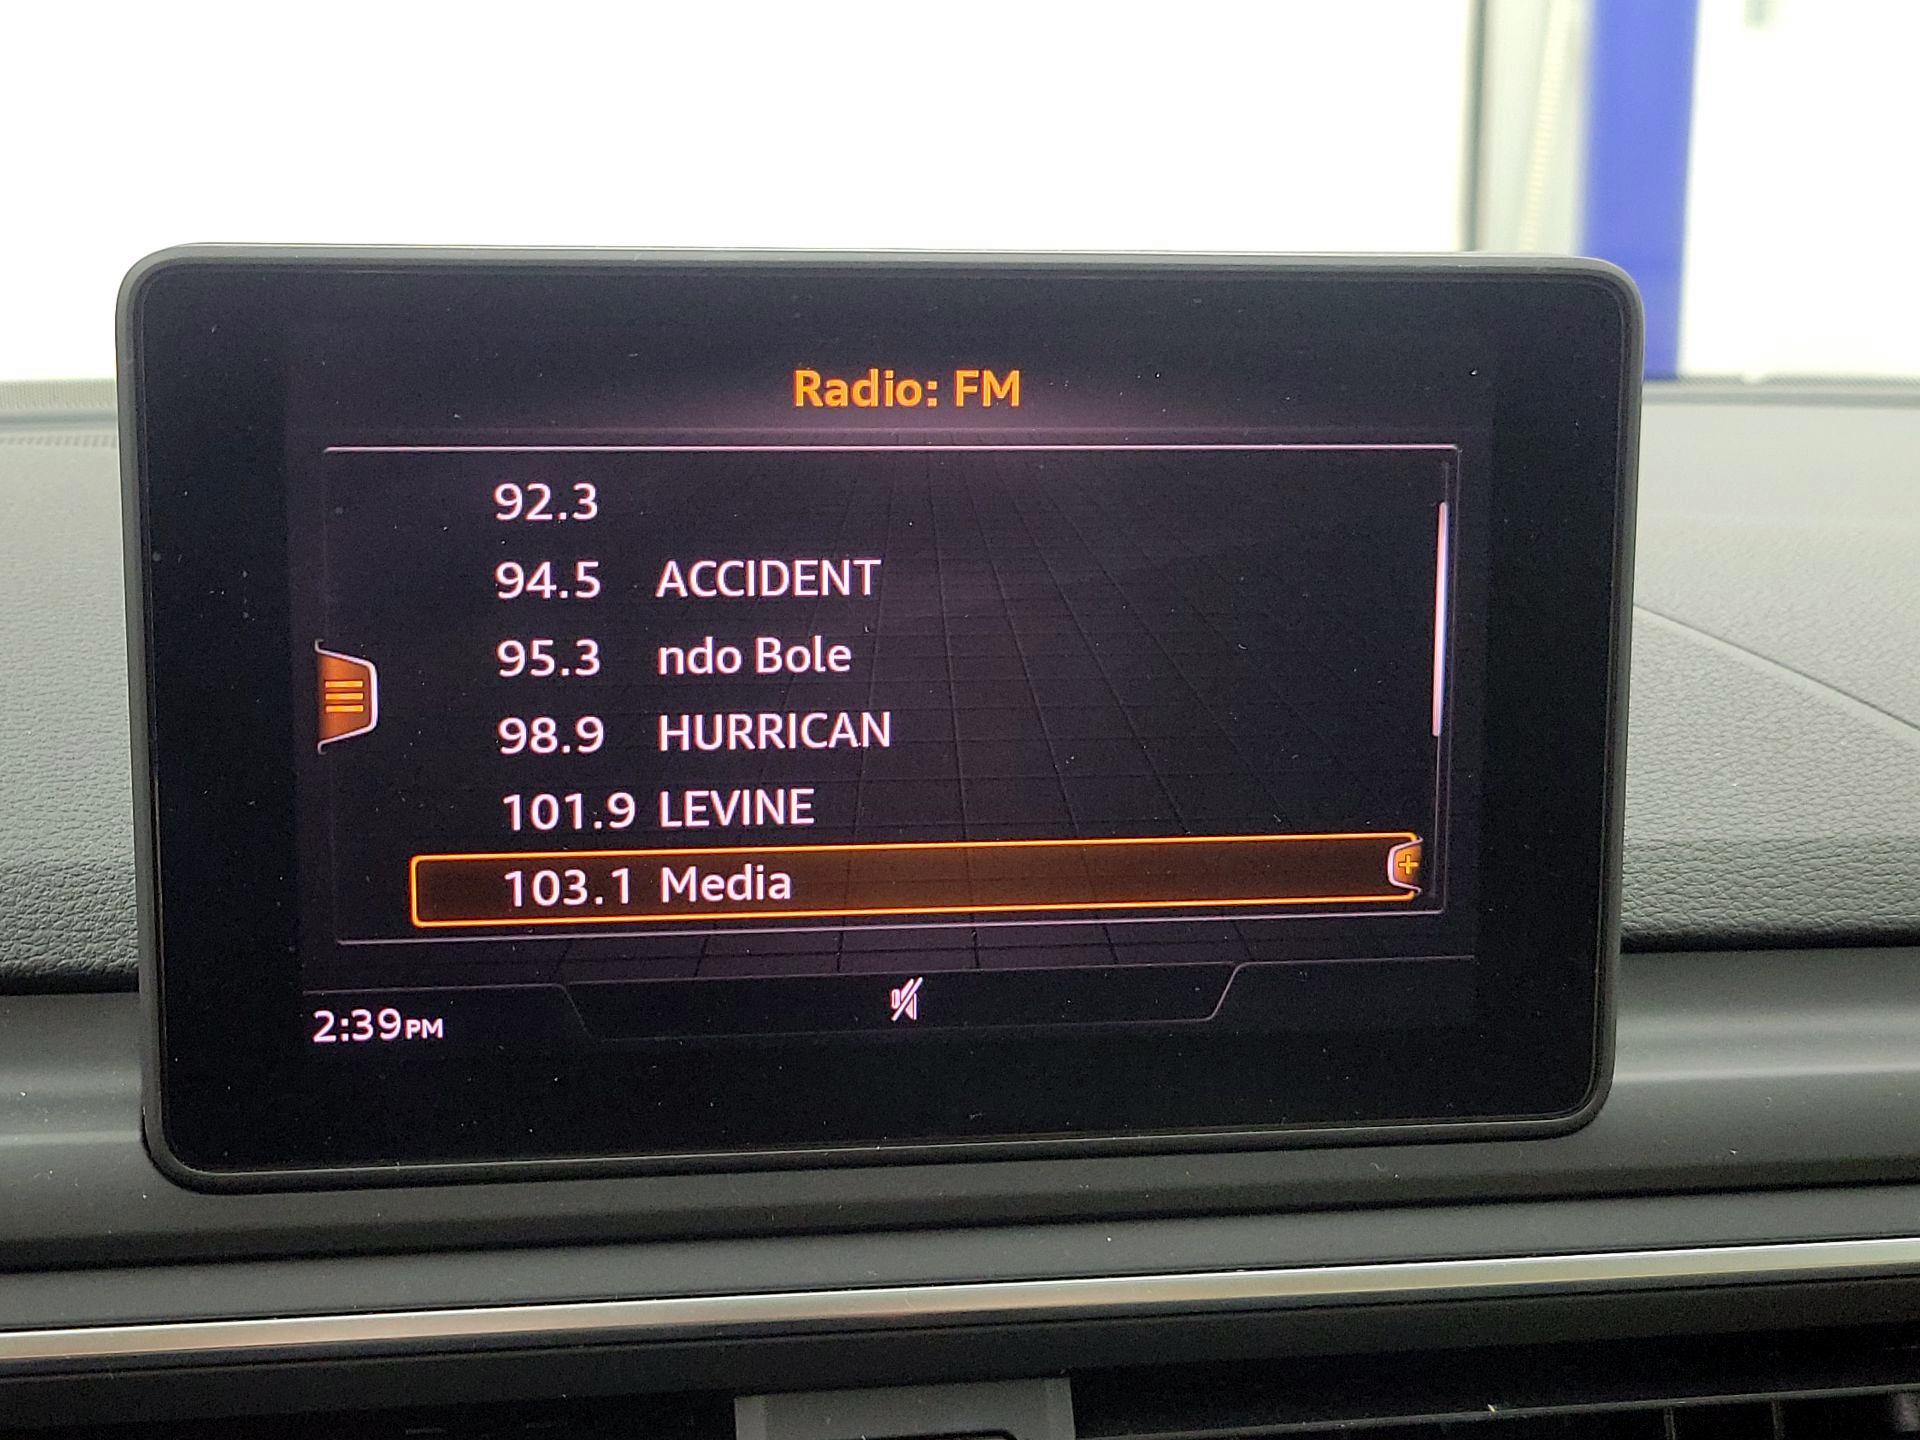 Radio: FM
92.3
94.5 ACCIDENT
95.3 ndo Bole
98.9 HURRICAN
101.9 LEVINE
103.1 Media
2:39PM